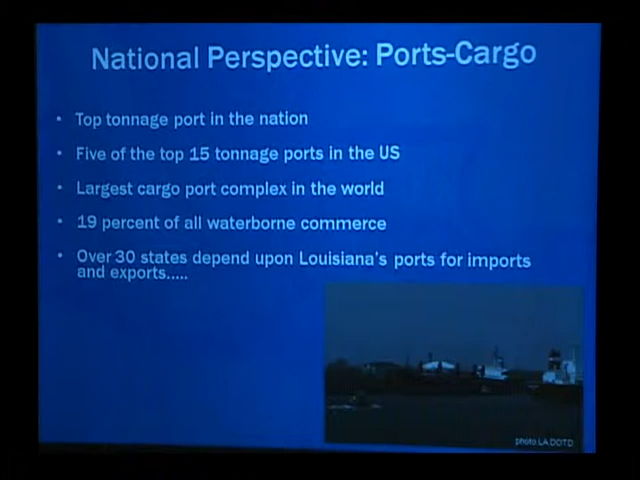 National Perspective: Ports-Cargo
• Top tonnage port in the nation
• Five of the top 15 tonnage ports in the US
• Largest cargo port complex in the world
• 19 percent of all waterborne commerce
• Over 30 states depend upon Louisiana's ports for imports
and exports.....
photo LA DOTD